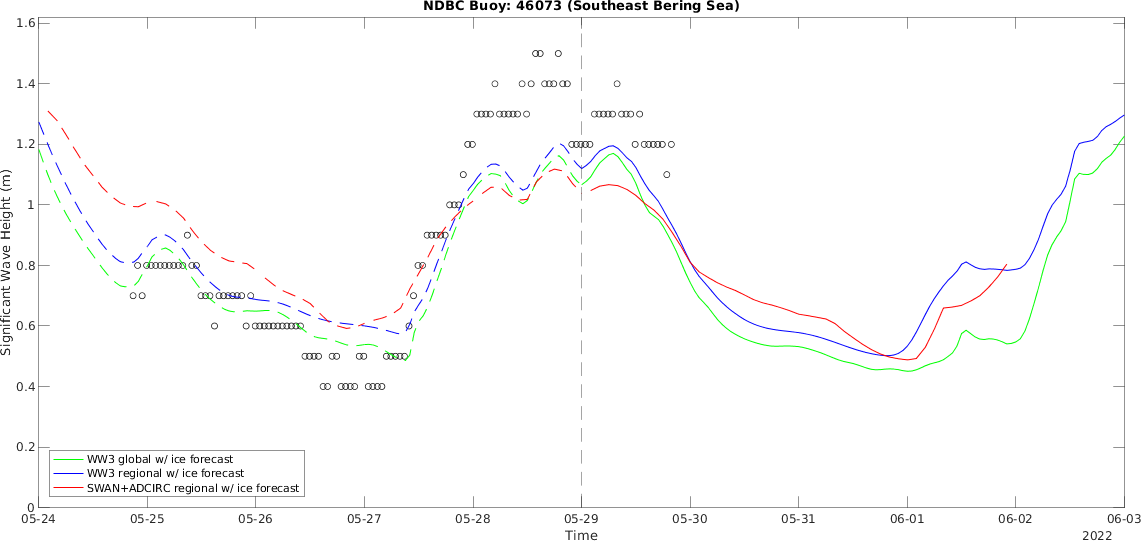 NDBC Buoy: 46073 (Southeast Bering Sea)
1.6
1.4
1.2
1
0.8
0.6
0.4
0.2
0
Significant Wave Height (m)
WW3 global w/ ice forecast
WW3 regional w/ ice forecast
SWAN+ADCIRC regional w/ ice forecast
05-24 05-25 05-26 05-27 05-28 05-29 05-30 05-31 06-01 06-02 06-03
Time
2022